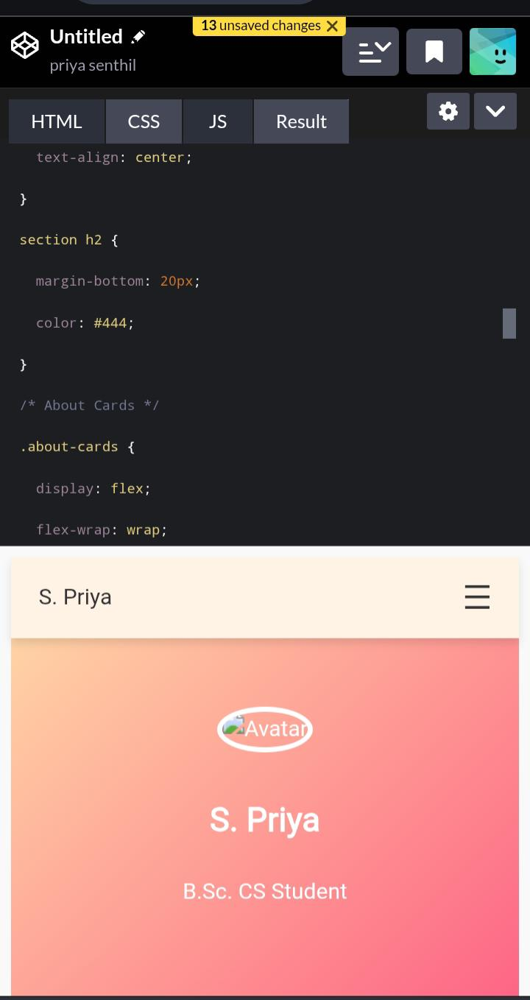 13 unsaved changes
Untitled
priya senthil
HTML CSS JS Result
text-align: center;
}
section h2 {
margin-bottom: 20px;
color: #444;
}
/* About Cards */
.about-cards {
display: flex;
flex-wrap: wrap;
S. Priya
Avatar
S. Priya
B.Sc. CS Student